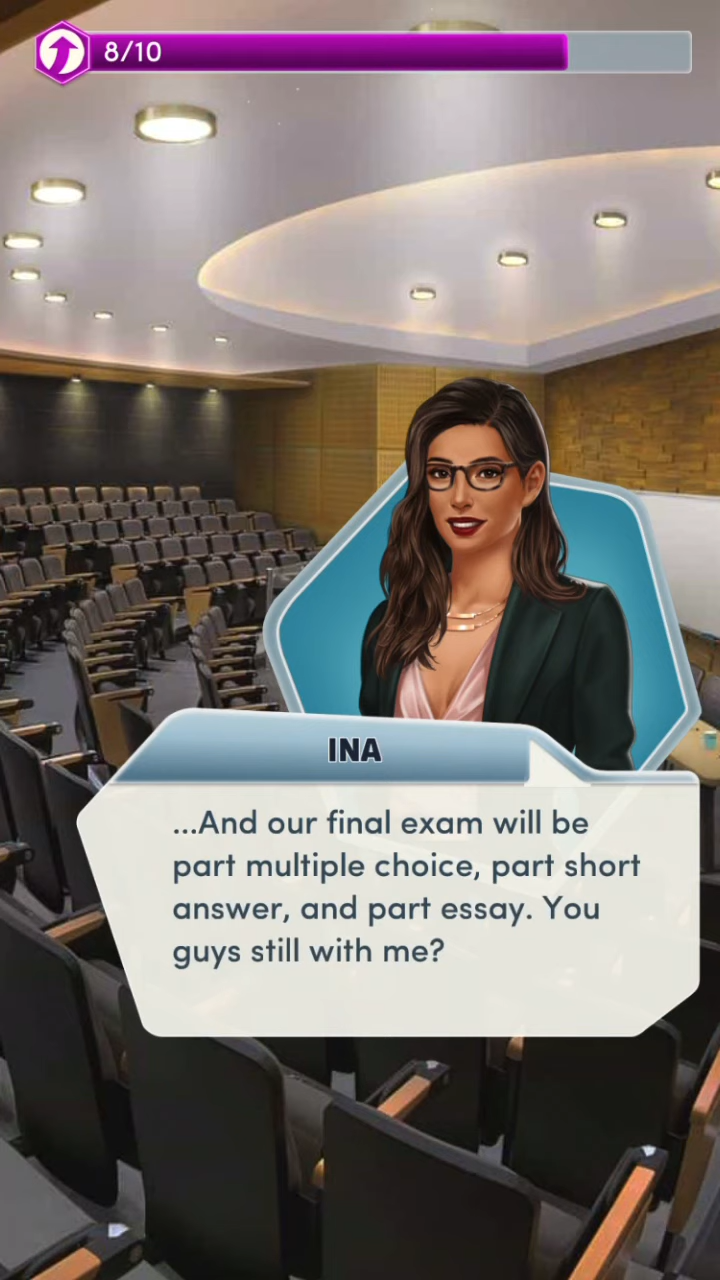 8/10
INA
...And our final exam will be
part multiple choice, part short
answer, and part essay. You
guys still with me?